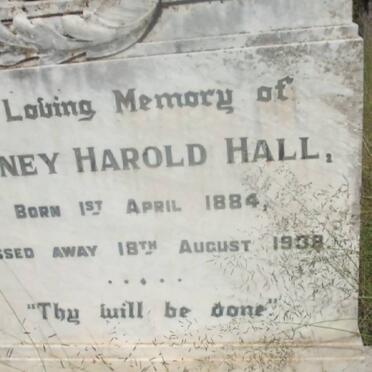 Loving Memory of
NEY HAROLD HALL,
BORN 1ST APRIL 1884,
SSED AWAY 18TH AUGUST 1938
.....
"Thy will be done."